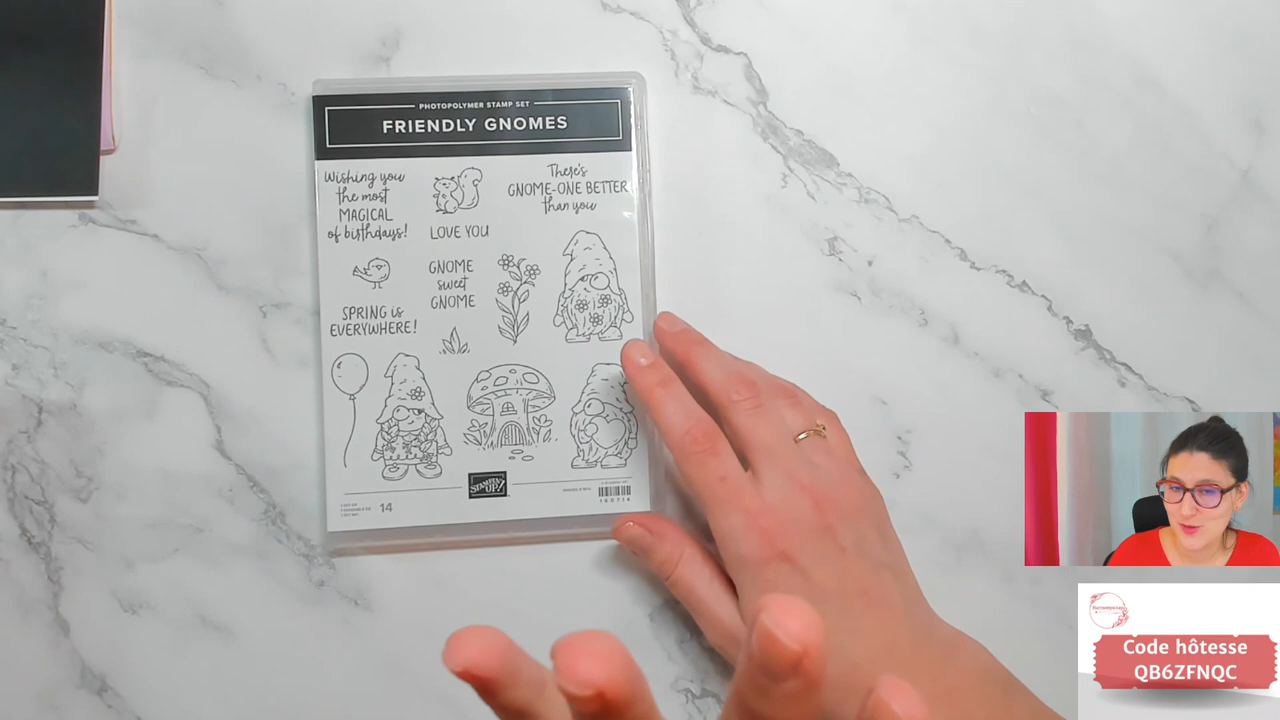 PHOTOPOLYMER STAMP SET
FRIENDLY GNOMES
Wishing you
the most
MAGICAL
of birthdays!
There's
GNOME-ONE BETTER
than you
LOVE YOU
GNOME
sweet
GNOME
SPRING is
EVERYWHERE!
STAMPIN' UP!
14
Code hôtesse
QB6ZFNQC